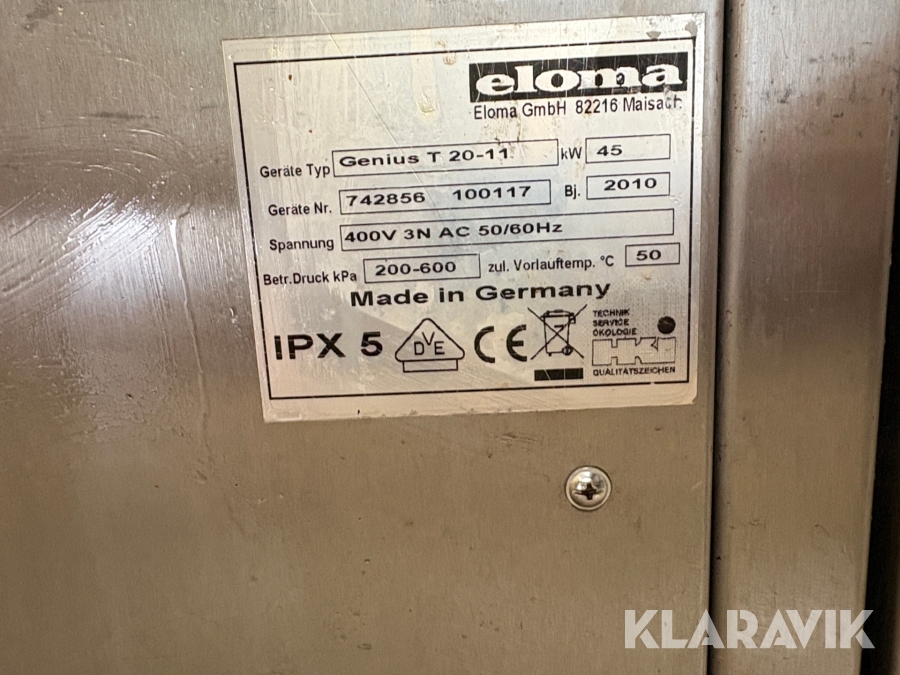 eloma
Eloma GmbH 82216 Maisach
Geräte Typ Genius T 20-11 kW 45
Geräte Nr. 742856 100117 Bj. 2010
Spannung 400V 3N AC 50/60Hz
Betr.Druck kPa 200-600 zul. Vorlauftemp. °C 50
Made in Germany
IPX 5 DVE CE
TECHNIK
SERVICE
ÖKOLOGIE
HKI
QUALITÄTSZEICHEN
KLARAVIK